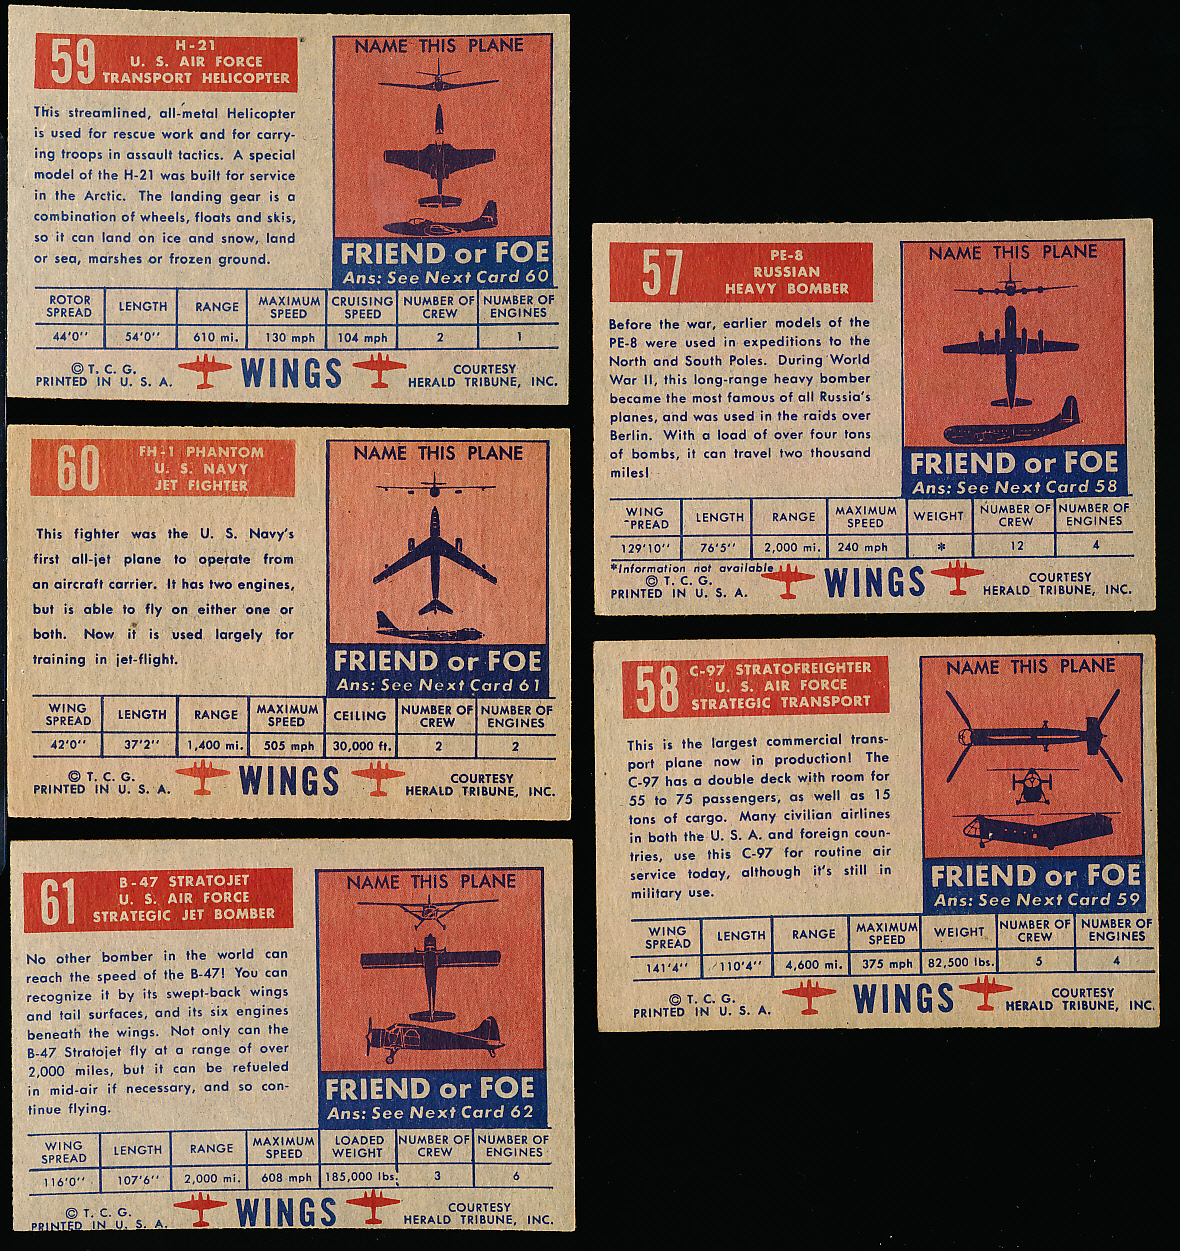 59
H-21
U. S. AIR FORCE
TRANSPORT HELICOPTER
This streamlined, all-metal Helicopter
is used for rescue work and for carry-
ing troops in assault tactics. A special
model of the H-21 was built for service
in the Arctic. The landing gear is a
combination of wheels, floats and skis,
so it can land on ice and snow, land
or sea, marshes or frozen ground.
NAME THIS PLANE
FRIEND or FOE
Ans: See Next Card 60
ROTOR SPREAD LENGTH RANGE MAXIMUM SPEED CRUISING SPEED NUMBER OF CREW NUMBER OF ENGINES
44'0" 54'0" 610 mi. 130 mph 104 mph 2 1
© T. C. G.
PRINTED IN U. S. A.
WINGS
COURTESY
HERALD TRIBUNE, INC.
60
FH-1 PHANTOM
U. S. NAVY
JET FIGHTER
This fighter was the U. S. Navy's
first all-jet plane to operate from
an aircraft carrier. It has two engines,
but is able to fly on either one or
both. Now it is used largely for
training in jet-flight.
NAME THIS PLANE
FRIEND or FOE
Ans: See Next Card 61
WING SPREAD LENGTH RANGE MAXIMUM SPEED CEILING NUMBER OF CREW NUMBER OF ENGINES
42'0" 37'2" 1,400 mi. 505 mph 30,000 ft. 2 2
© T. C. G.
PRINTED IN U. S. A.
WINGS
COURTESY
HERALD TRIBUNE, INC.
61
B-47 STRATOJET
U. S. AIR FORCE
STRATEGIC JET BOMBER
No other bomber in the world can
reach the speed of the B-47! You can
recognize it by its swept-back wings
and tail surfaces, and its six engines
beneath the wings. Not only can the
B-47 Stratojet fly at a range of over
2,000 miles, but it can be refueled
in mid-air if necessary, and so con-
tinue flying.
NAME THIS PLANE
FRIEND or FOE
Ans: See Next Card 62
WING SPREAD LENGTH RANGE MAXIMUM SPEED LOADED WEIGHT NUMBER OF CREW NUMBER OF ENGINES
116'0" 107'6" 2,000 mi. 608 mph 185,000 lbs. 3 6
© T. C. G.
PRINTED IN U. S. A.
WINGS
COURTESY
HERALD TRIBUNE, INC.
57
PE-8
RUSSIAN
HEAVY BOMBER
Before the war, earlier models of the
PE-8 were used in expeditions to the
North and South Poles. During World
War II, this long-range heavy bomber
became the most famous of all Russia's
planes, and was used in the raids over
Berlin. With a load of over four tons
of bombs, it can travel two thousand
miles!
NAME THIS PLANE
FRIEND or FOE
Ans: See Next Card 58
WING SPREAD LENGTH RANGE MAXIMUM SPEED WEIGHT NUMBER OF CREW NUMBER OF ENGINES
129'10" 76'5" 2,000 mi. 240 mph * 12 4
*Information not available
© T. C. G.
PRINTED IN U. S. A.
WINGS
COURTESY
HERALD TRIBUNE, INC.
58
C-97 STRATOFREIGHTER
U. S. AIR FORCE
STRATEGIC TRANSPORT
This is the largest commercial trans-
port plane now in production! The
C-97 has a double deck with room for
55 to 75 passengers, as well as 15
tons of cargo. Many civilian airlines
in both the U. S. A. and foreign coun-
tries, use this C-97 for routine air
service today, although it's still in
military use.
NAME THIS PLANE
FRIEND or FOE
Ans: See Next Card 59
WING SPREAD LENGTH RANGE MAXIMUM SPEED WEIGHT NUMBER OF CREW NUMBER OF ENGINES
141'4" 110'4" 4,600 mi. 375 mph 82,500 lbs. 5 4
© T. C. G.
PRINTED IN U. S. A.
WINGS
COURTESY
HERALD TRIBUNE, INC.